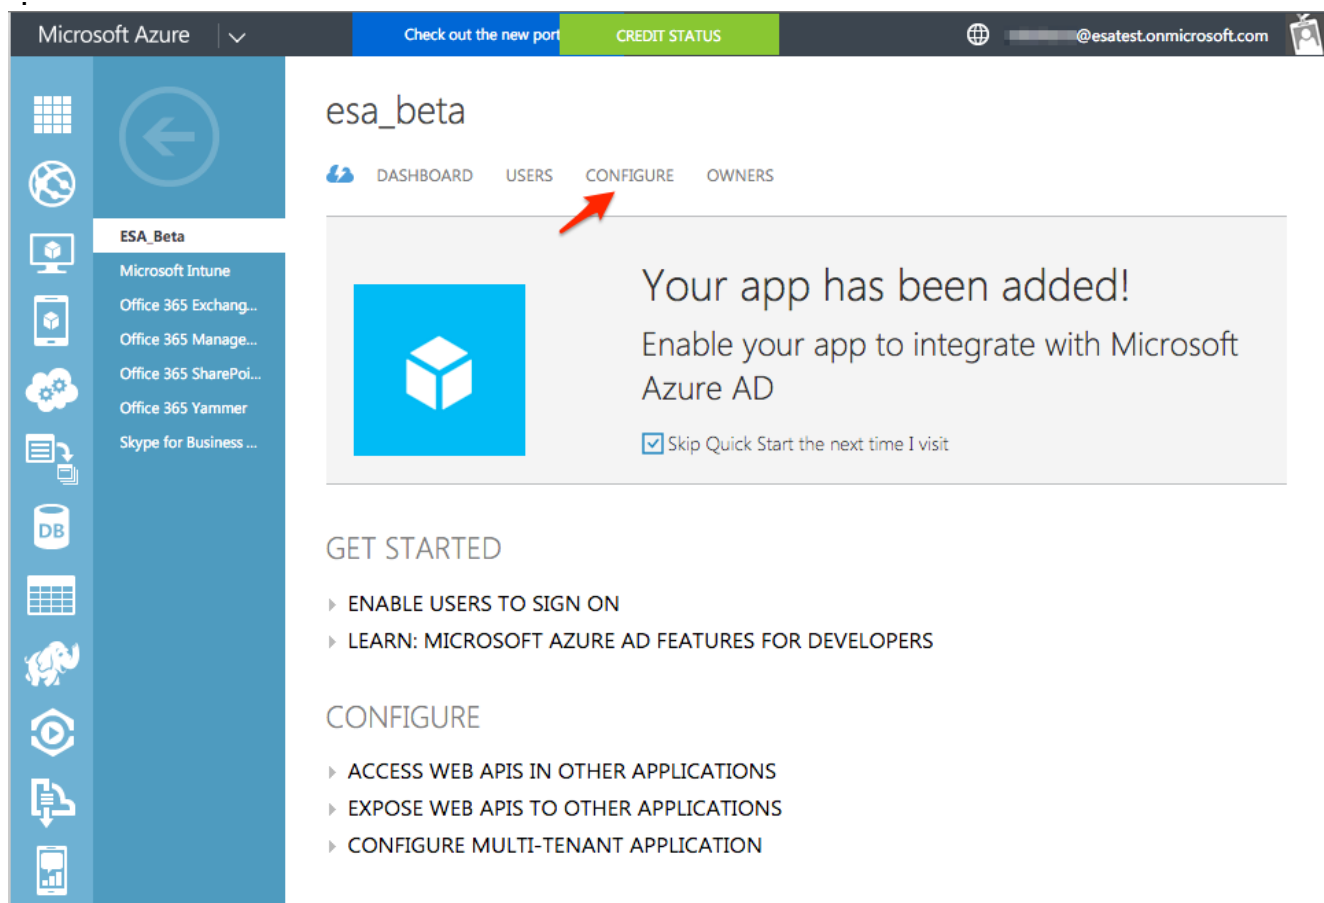 Microsoft Azure
Check out the new port
CREDIT STATUS
@esatest.onmicrosoft.com
esa_beta
DASHBOARD USERS CONFIGURE OWNERS
ESA_Beta
Microsoft Intune
Office 365 Exchang...
Office 365 Manage...
Office 365 SharePoi...
Office 365 Yammer
Skype for Business ...
DB
Your app has been added!
Enable your app to integrate with Microsoft
Azure AD
Skip Quick Start the next time I visit
GET STARTED
ENABLE USERS TO SIGN ON
LEARN: MICROSOFT AZURE AD FEATURES FOR DEVELOPERS
CONFIGURE
ACCESS WEB APIS IN OTHER APPLICATIONS
EXPOSE WEB APIS TO OTHER APPLICATIONS
CONFIGURE MULTI-TENANT APPLICATION